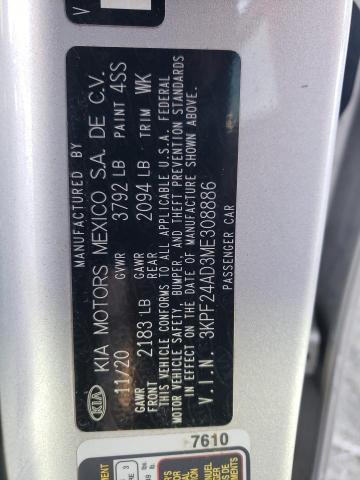 MANUFACTURED BY
KIA KIA MOTORS MEXICO S.A. DE C.V.
11/20 GVWR 3792 LB PAINT 4SS
GAWR FRONT 2183 LB GAWR REAR 2094 LB TRIM WK
THIS VEHICLE CONFORMS TO ALL APPLICABLE U.S.A. FEDERAL
MOTOR VEHICLE SAFETY, BUMPER, AND THEFT PREVENTION STANDARDS
IN EFFECT ON THE DATE OF MANUFACTURE SHOWN ABOVE.
V.I.N. 3KPF24AD3ME308886
PASSENGER CAR
7610
V